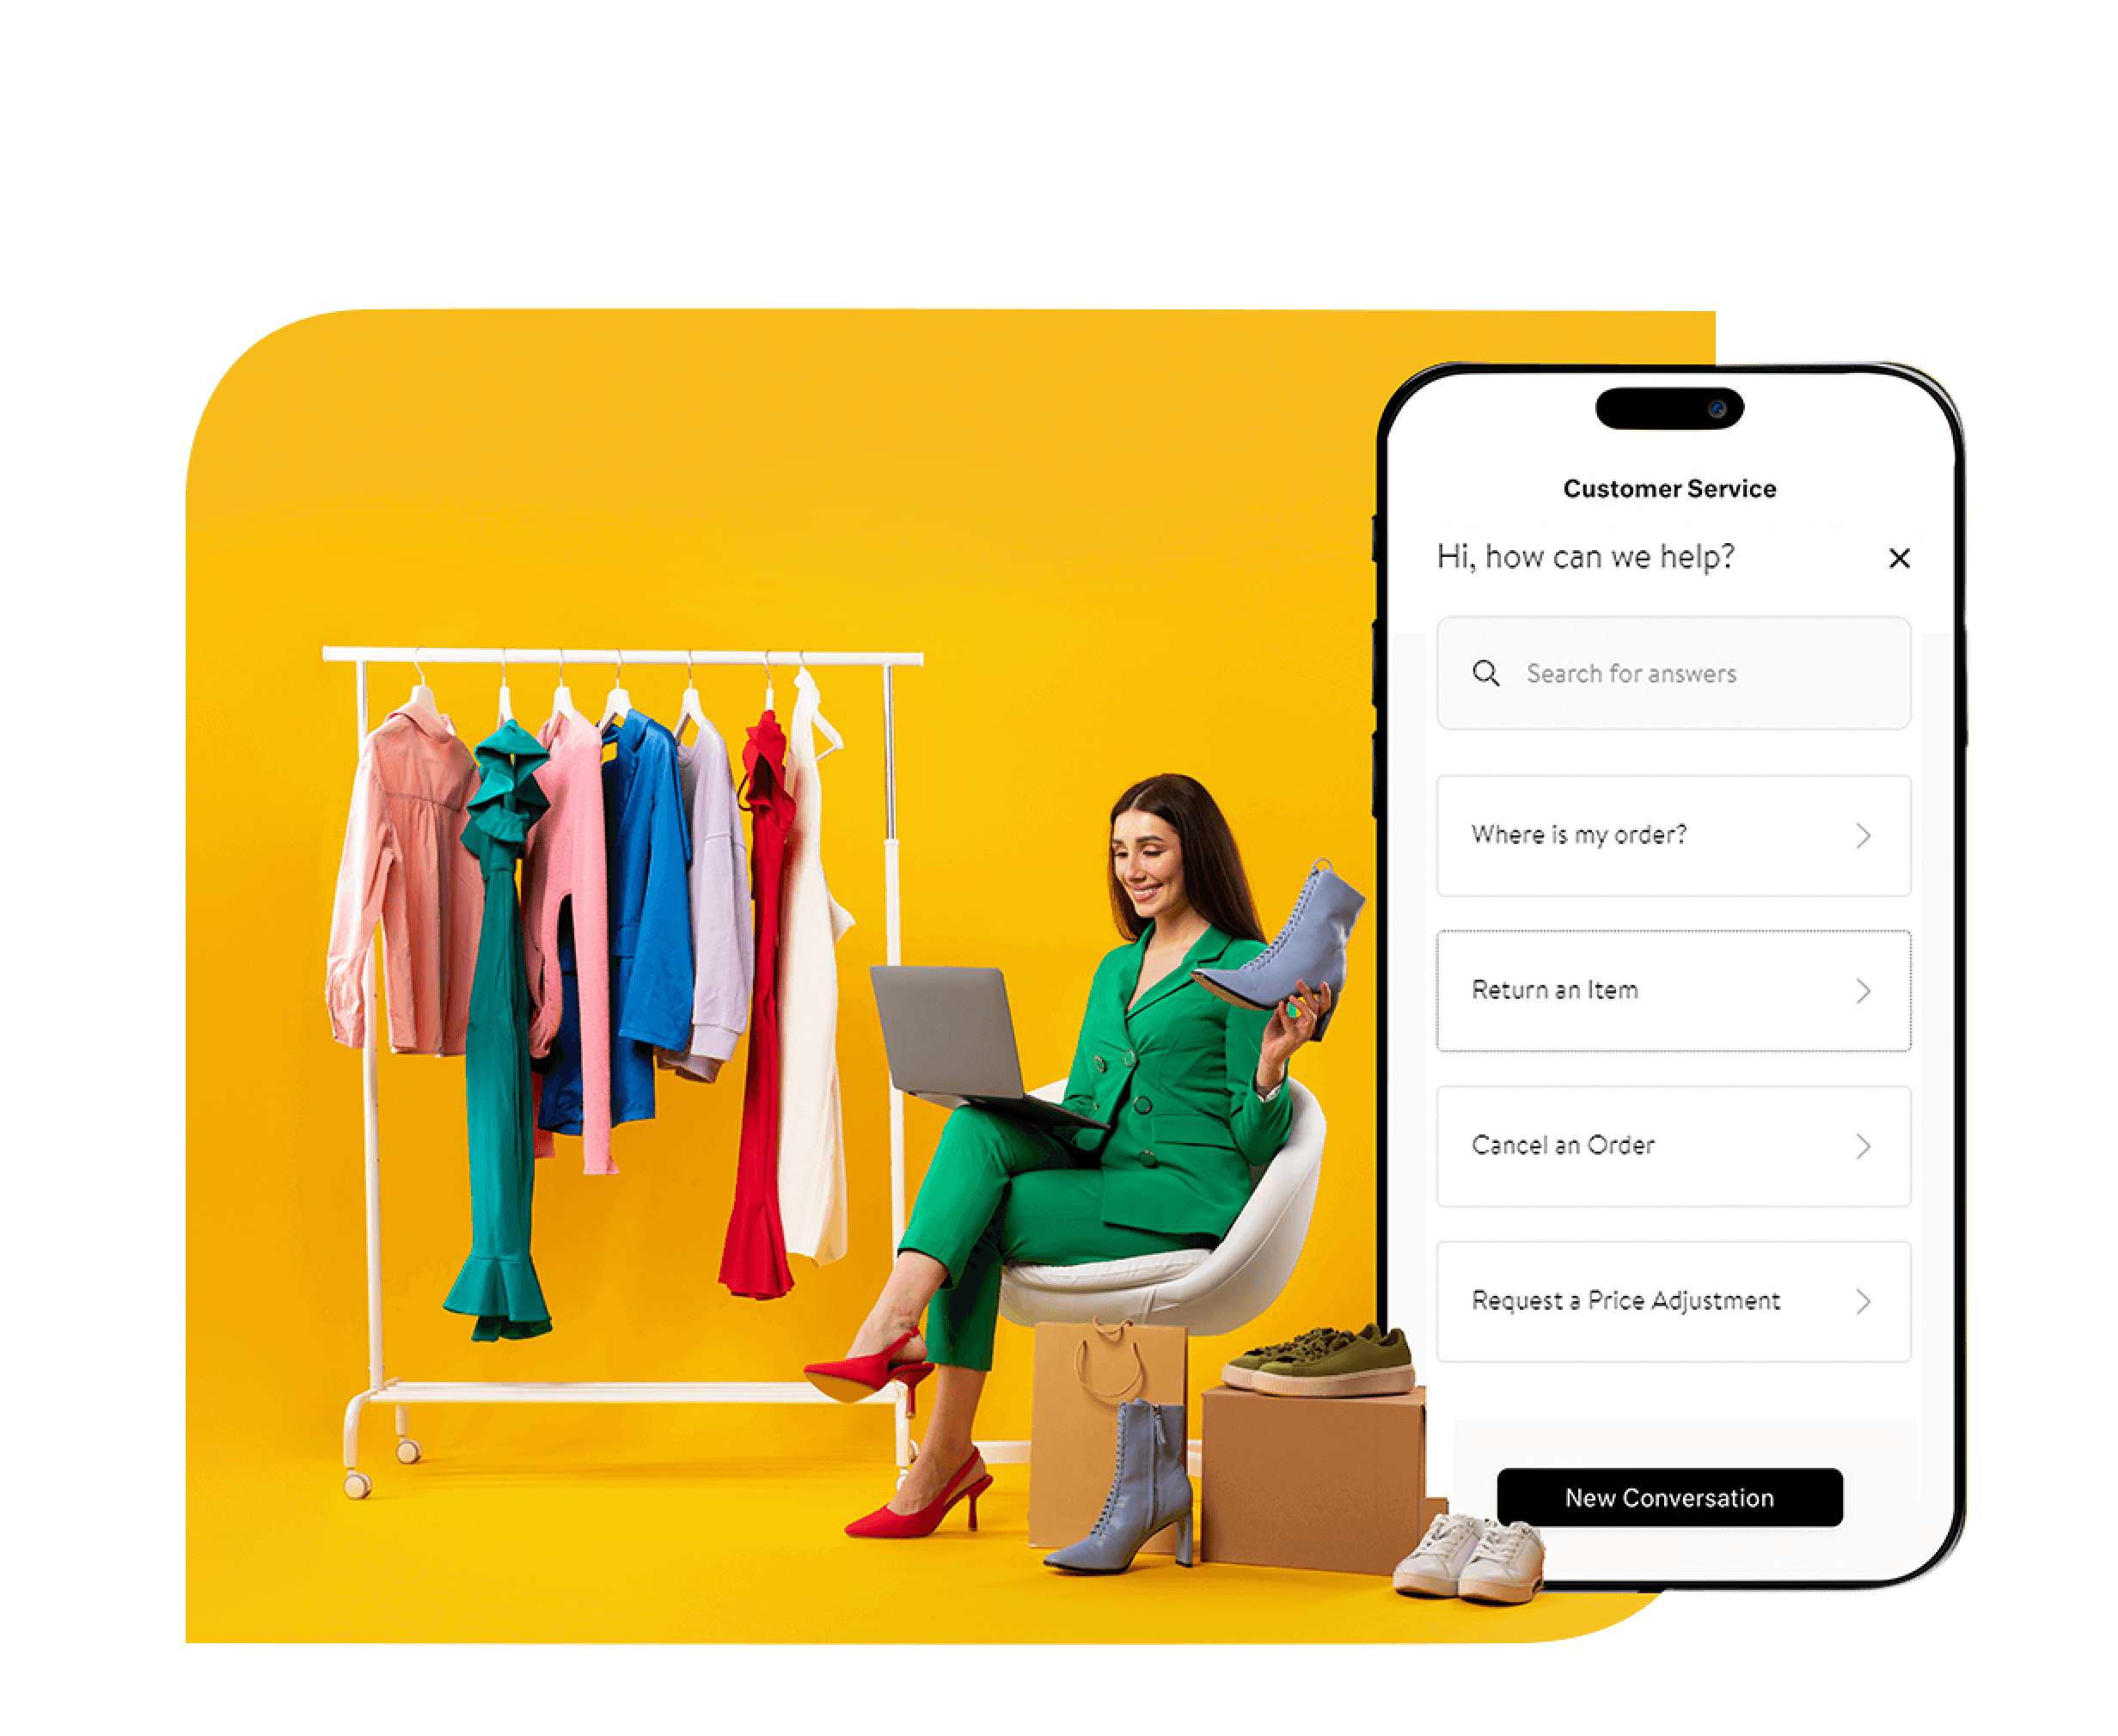 Customer Service
Hi, how can we help?
Search for answers
Where is my order?
Return an Item
Cancel an Order
Request a Price Adjustment
New Conversation